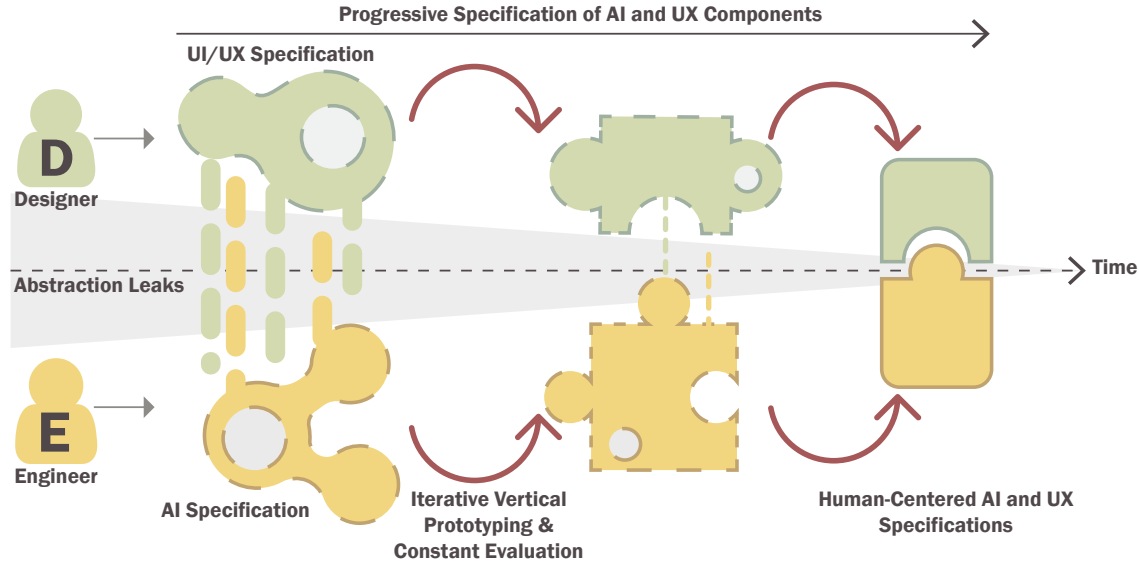 Progressive Specification of AI and UX Components
UI/UX Specification
D
Designer
Abstraction Leaks
Time
E
Engineer
AI Specification
Iterative Vertical
Prototyping &
Constant Evaluation
Human-Centered AI and UX
Specifications